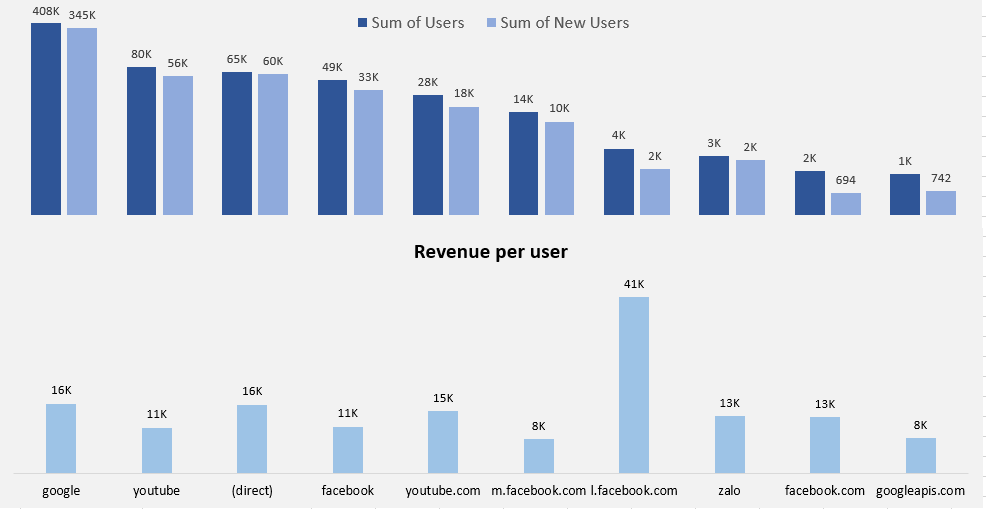 Sum of Users Sum of New Users
408K 345K 80K 56K 65K 60K 49K 33K 28K 18K 14K 10K 4K 2K 3K 2K 2K 694 1K 742
Revenue per user
16K 11K 16K 11K 15K 8K 41K 13K 13K 8K
google youtube (direct) facebook youtube.com m.facebook.com l.facebook.com zalo facebook.com googleapis.com